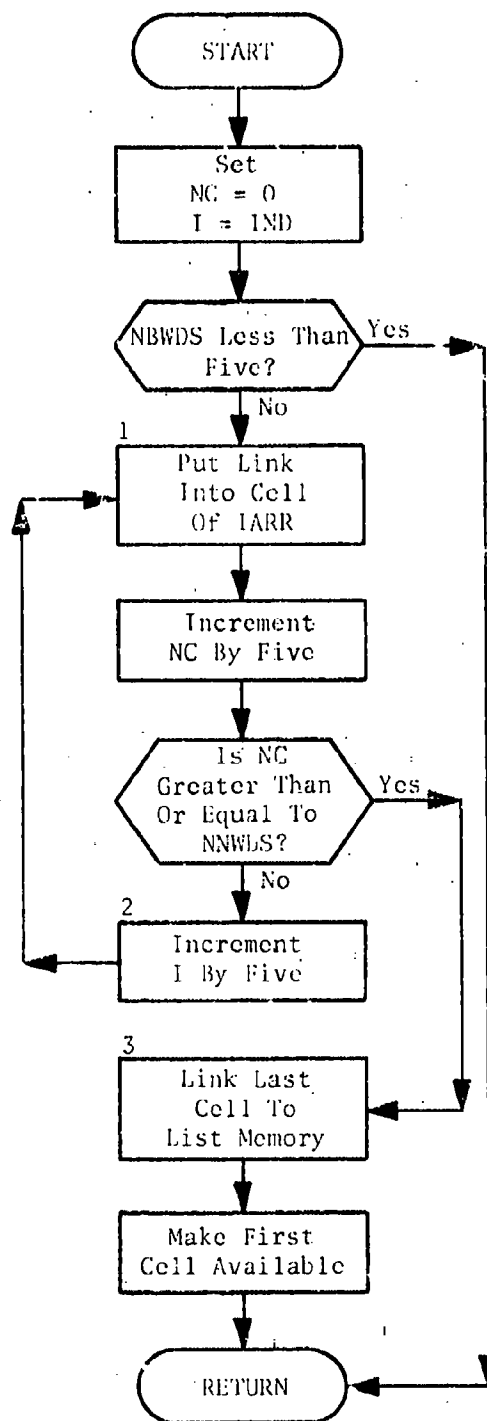 START
Set
NC = 0
I = IND
NBWDS Less Than
Five?
Yes
No
1
Put Link
Into Cell
Of IARR
Increment
NC By Five
Is NC
Greater Than
Or Equal To
NNWDS?
Yes
No
2
Increment
I By Five
3
Link Last
Cell To
List Memory
Make First
Cell Available
RETURN